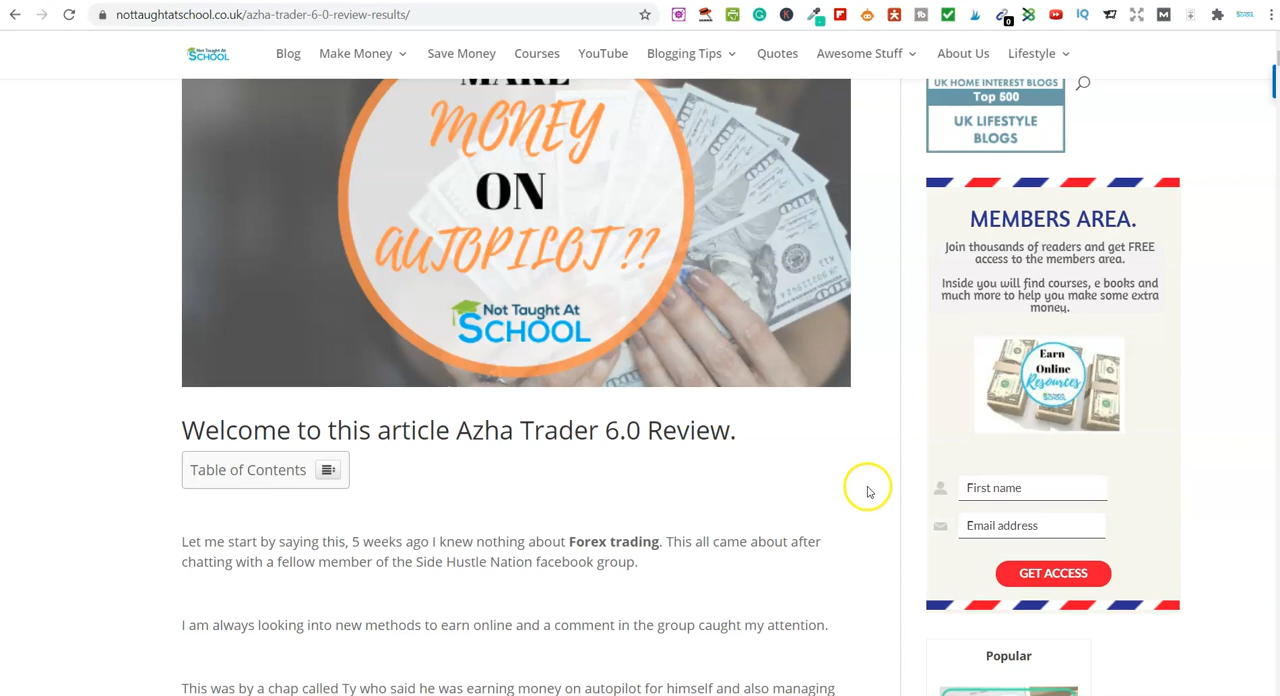 nottaughtatschool.co.uk/azha-trader-6.0-review-results/
Not Taught At
SCHOOL
Blog
Make Money
Save Money
Courses
YouTube
Blogging Tips
Quotes
Awesome Stuff
About Us
Lifestyle
MAKE
MONEY
ON
AUTOPILOT??
Not Taught At
SCHOOL
Welcome to this article Azha Trader 6.0 Review.
Table of Contents
Let me start by saying this, 5 weeks ago I knew nothing about Forex trading. This all came about after
chatting with a fellow member of the Side Hustle Nation facebook group.
I am always looking into new methods to earn online and a comment in the group caught my attention.
This was by a chap called Ty who said he was earning money on autopilot for himself and also managing
UK HOME INTEREST BLOGS
Top 500
UK LIFESTYLE
BLOGS
MEMBERS AREA.
Join thousands of readers and get FREE
access to the members area.
Inside you will find courses, e books and
much more to help you make some extra
money.
Earn
Online
Resources
First name
Email address
GET ACCESS
Popular